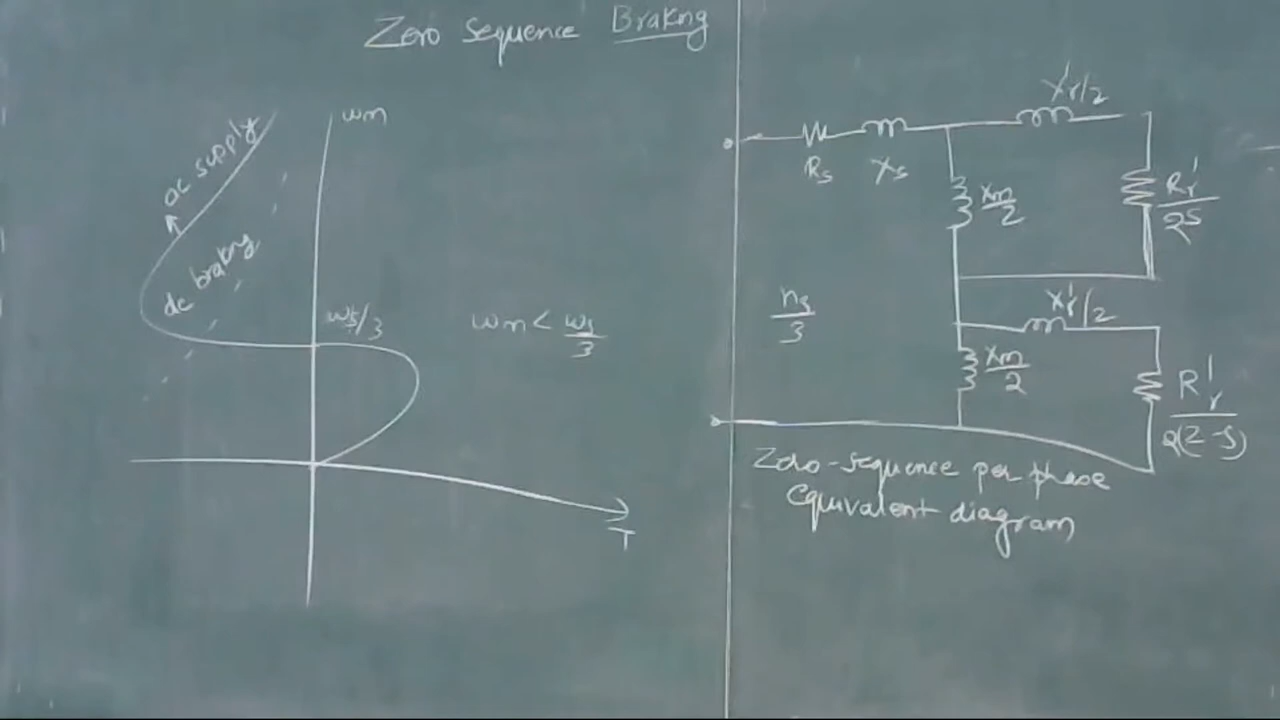 Zero Sequence Braking
ωm
ac supply
dc braking
ωs/3
ωm < ωs/3
T
Rs
Xs
Xm/2
X'r/2
R'r/2s
ns/3
X'r/2
Xm/2
R'r/2(2-s)
Zero-sequence per phase
equivalent diagram